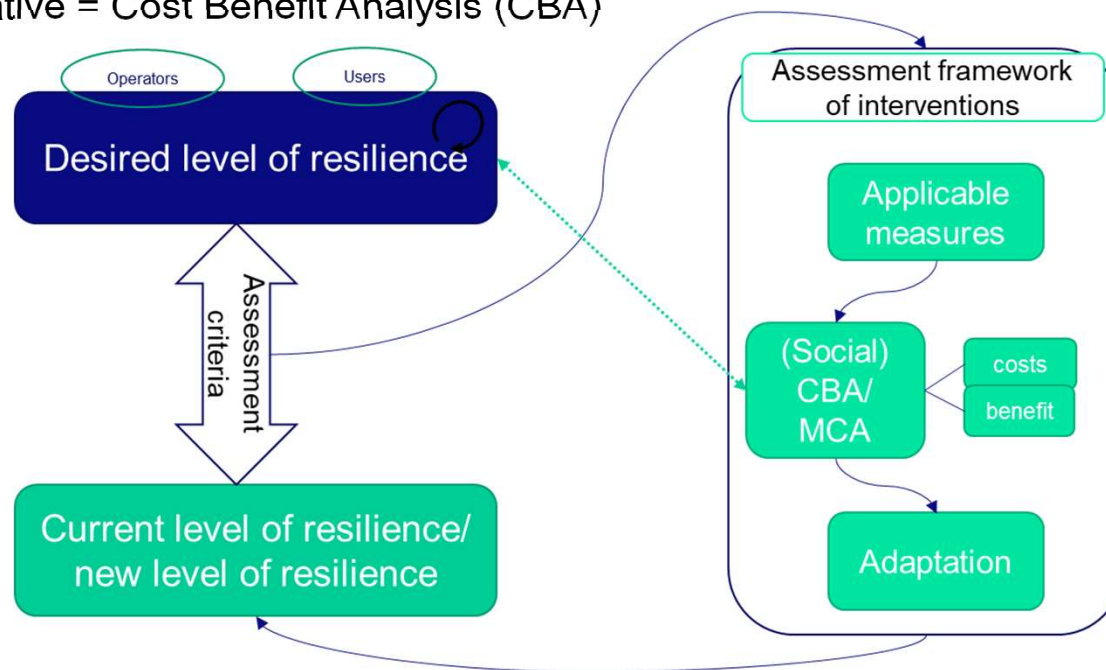 ative = Cost Benefit Analysis (CBA)
Operators
Users
Desired level of resilience
Assessment
criteria
Current level of resilience/
new level of resilience
Assessment framework
of interventions
Applicable
measures
(Social)
CBA/
MCA
costs
benefit
Adaptation